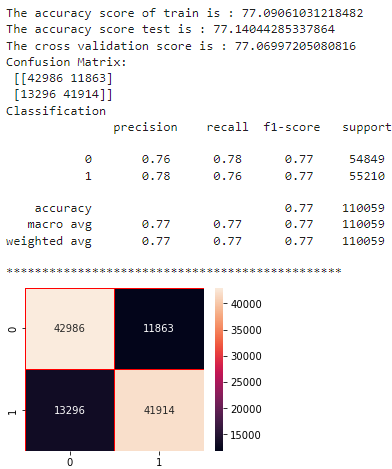 The accuracy score of train is : 77.09061031218482
The accuracy score test is : 77.14044285337864
The cross validation score is : 77.06997205080816
Confusion Matrix:
[[42986 11863]
[13296 41914]]
Classification
precision recall f1-score support
0 0.76 0.78 0.77 54849
1 0.78 0.76 0.77 55210
accuracy 0.77 110059
macro avg 0.77 0.77 0.77 110059
weighted avg 0.77 0.77 0.77 110059
***********************************************
40000
0 42986 11863
35000
30000
25000
1 13296 41914
20000
15000
0 1